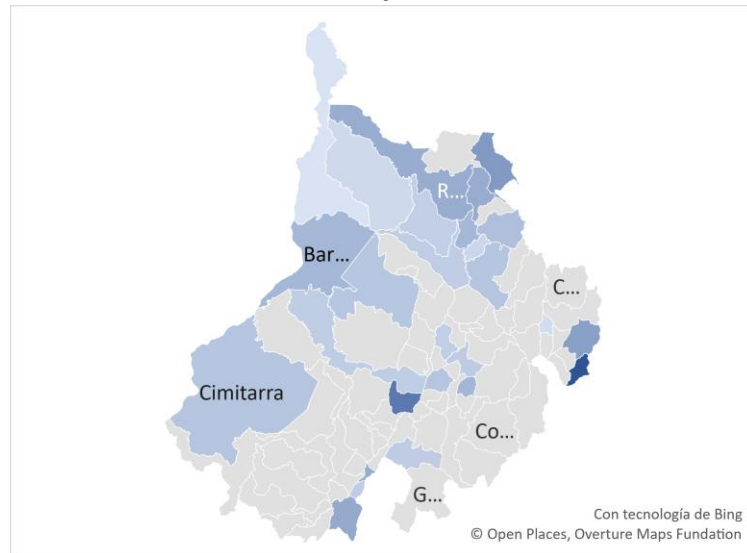 R...
Bar...
C...
Cimitarra
Co...
G...
Con tecnología de Bing
© Open Places, Overture Maps Fundation